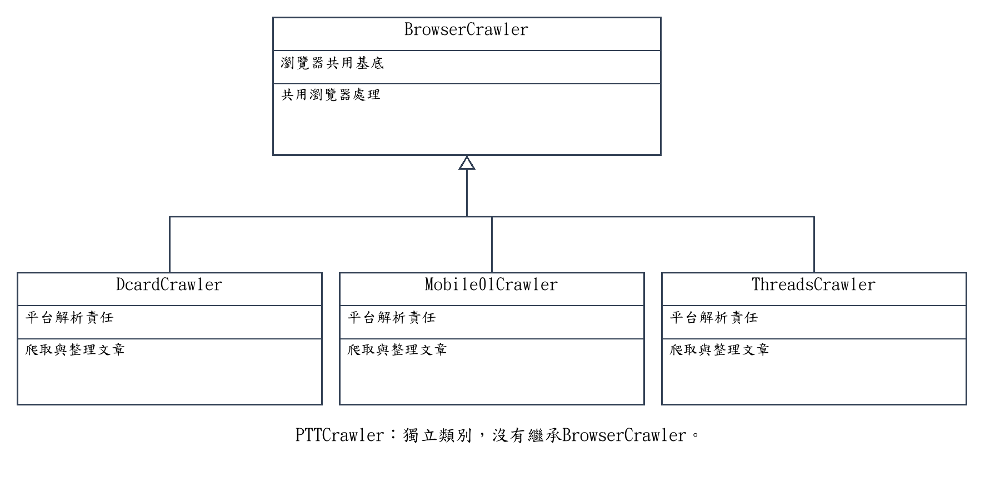 BrowserCrawler
瀏覽器共用基底
共用瀏覽器處理
DcardCrawler
平台解析責任
爬取與整理文章
Mobile01Crawler
平台解析責任
爬取與整理文章
ThreadsCrawler
平台解析責任
爬取與整理文章
PTTCrawler：獨立類別，沒有繼承BrowserCrawler。